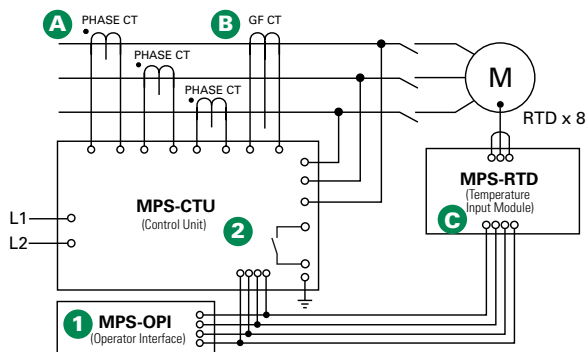 A PHASE CT
B GF CT
PHASE CT
PHASE CT
M
RTD x 8
MPS-RTD
(Temperature
Input Module)
C
MPS-CTU
(Control Unit)
2
L1
L2
1 MPS-OPI
(Operator Interface)